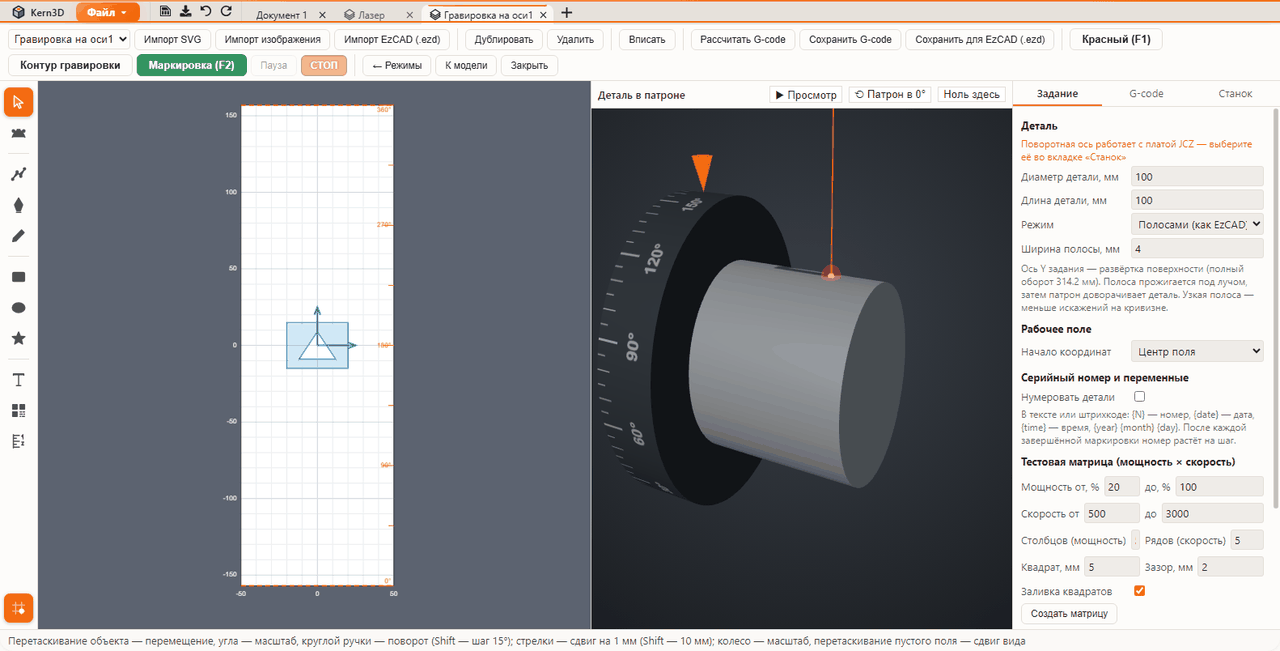 Kern3D Файл Документ 1 × Лазер × Гравировка на оси1 × +
Гравировка на оси1 Импорт SVG Импорт изображения Импорт EzCAD (.ezd) Дублировать Удалить Вписать Рассчитать G-code Сохранить G-code Сохранить для EzCAD (.ezd) Красный (F1)
Контур гравировки Маркировка (F2) Пауза СТОП ← Режимы К модели Закрыть
150
100
50
0
-50
-100
-150
-50 0 50
360°
270°
180°
90°
0°
Деталь в патроне ▶ Просмотр ⟲ Патрон в 0° Ноль здесь
150°
120°
90°
60°
Задание G-code Станок
Деталь
Поворотная ось работает с платой JCZ — выберите
её во вкладке «Станок»
Диаметр детали, мм 100
Длина детали, мм 100
Режим Полосами (как EzCAD)
Ширина полосы, мм 4
Ось Y задания — развёртка поверхности (полный
оборот 314.2 мм). Полоса прожигается под лучом,
затем патрон доворачивает деталь. Узкая полоса —
меньше искажений на кривизне.
Рабочее поле
Начало координат Центр поля
Серийный номер и переменные
Нумеровать детали
В тексте или штрихкоде: {N} — номер, {date} — дата,
{time} — время, {year} {month} {day}. После каждой
завершённой маркировки номер растёт на шаг.
Тестовая матрица (мощность × скорость)
Мощность от, % 20 до, % 100
Скорость от 500 до 3000
Столбцов (мощность) Рядов (скорость) 5
Квадрат, мм 5 Зазор, мм 2
Заливка квадратов
Создать матрицу
Перетаскивание объекта — перемещение, угла — масштаб, круглой ручки — поворот (Shift — шаг 15°); стрелки — сдвиг на 1 мм (Shift — 10 мм); колесо — масштаб, перетаскивание пустого поля — сдвиг вида